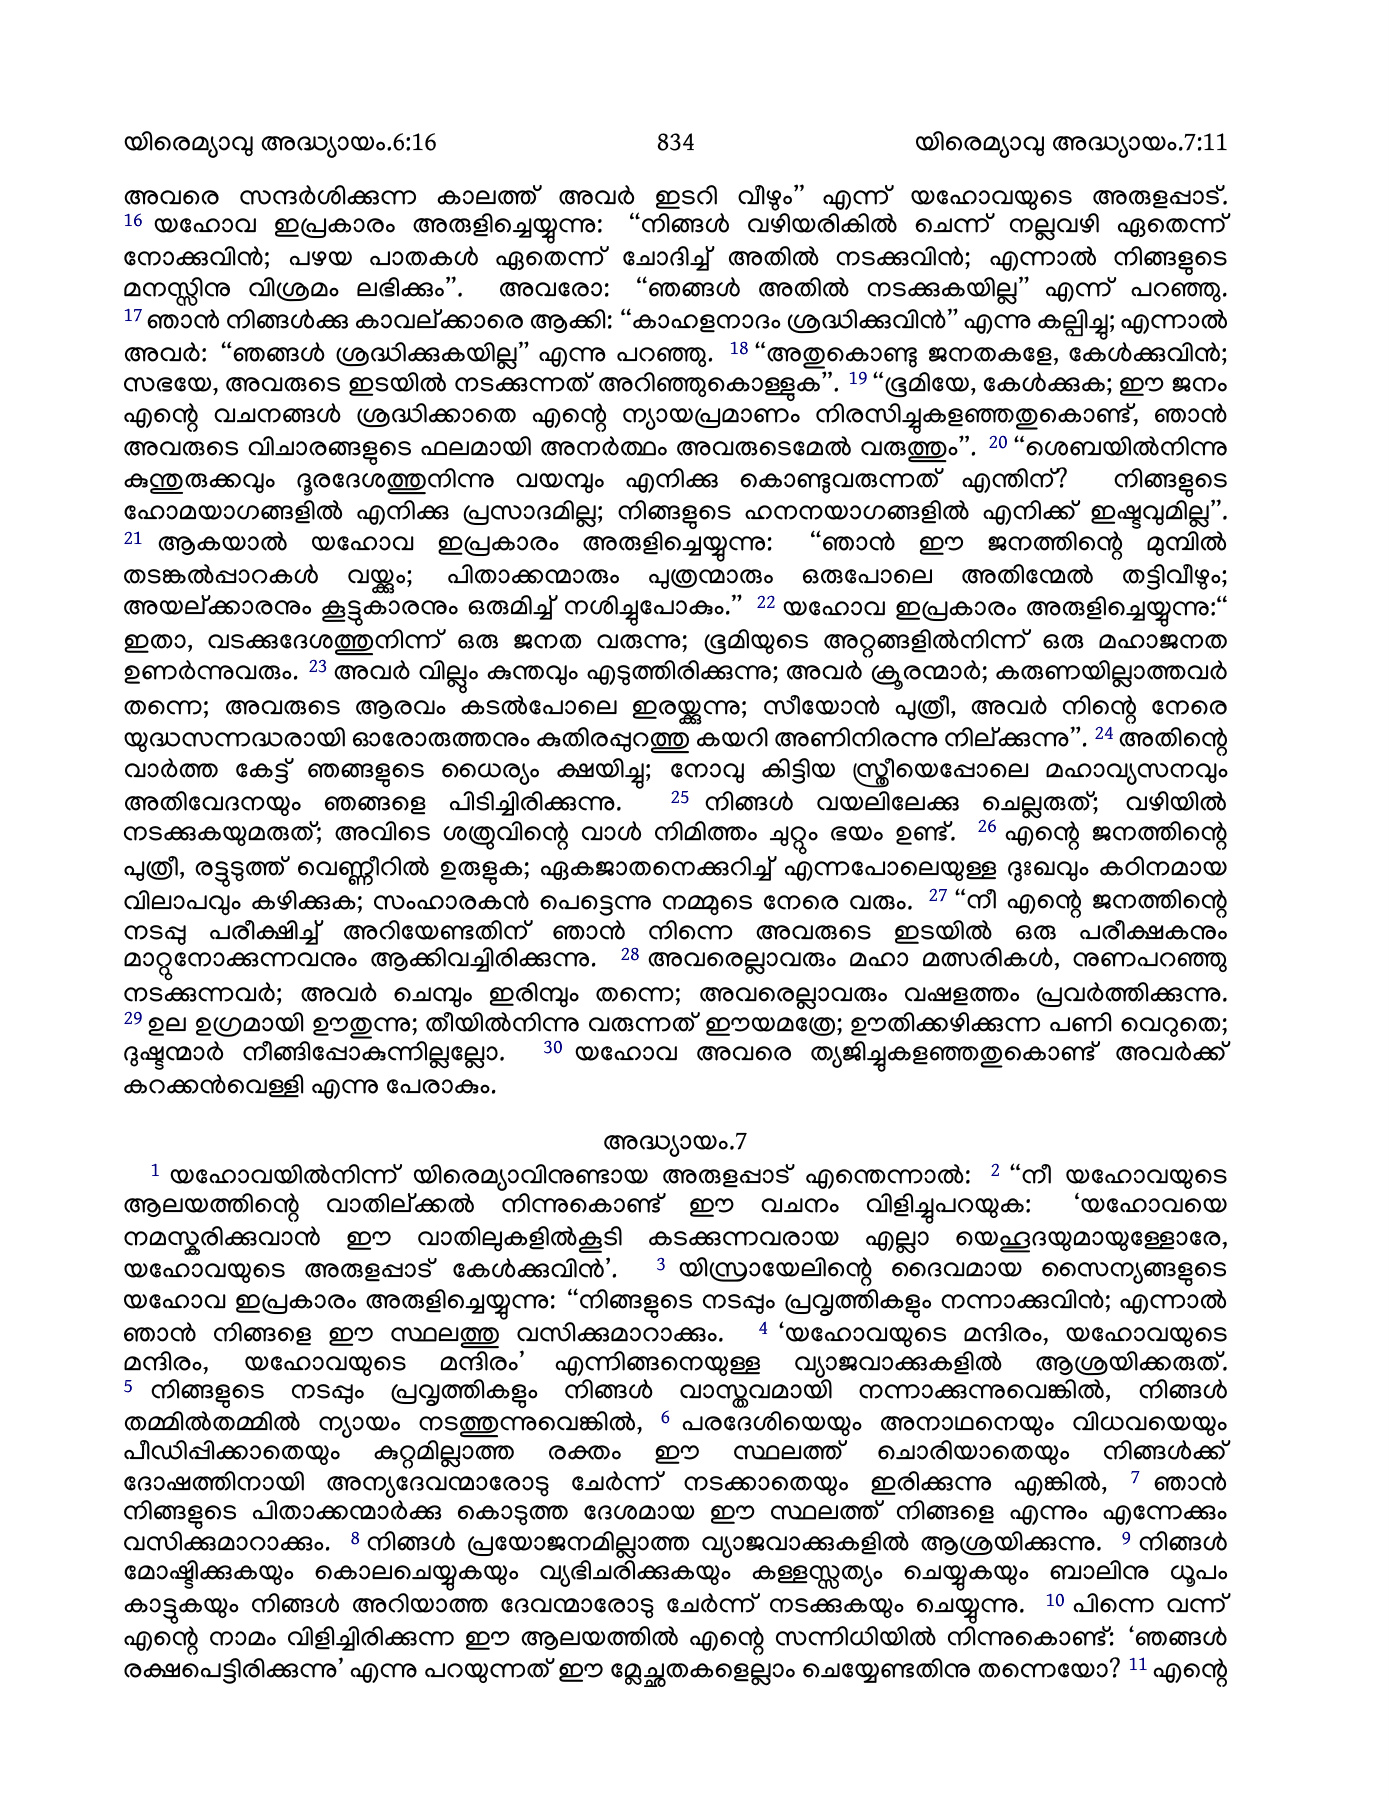 യിരെമ്യാവു അദ്ധ്യായം.6:16 834 യിരെമ്യാവു അദ്ധ്യായം.7:11
അവരെ സന്ദർശിക്കുന്ന കാലത്ത് അവർ ഇടറി വീഴും” എന്ന് യഹോവയുടെ അരുളപ്പാട്.
16 യഹോവ ഇപ്രകാരം അരുളിച്ചെയ്യുന്നു: “നിങ്ങൾ വഴിയരികിൽ ചെന്ന് നല്ലവഴി ഏതെന്ന്
നോക്കുവിൻ; പഴയ പാതകൾ ഏതെന്ന് ചോദിച്ച് അതിൽ നടക്കുവിൻ; എന്നാൽ നിങ്ങളുടെ
മനസ്സിനു വിശ്രമം ലഭിക്കും”. അവരോ: “ഞങ്ങൾ അതിൽ നടക്കുകയില്ല” എന്ന് പറഞ്ഞു.
17 ഞാൻ നിങ്ങൾക്കു കാവല്ക്കാരെ ആക്കി: “കാഹളനാദം ശ്രദ്ധിക്കുവിൻ” എന്നു കല്പിച്ചു; എന്നാൽ
അവർ: “ഞങ്ങൾ ശ്രദ്ധിക്കുകയില്ല” എന്നു പറഞ്ഞു. 18 “അതുകൊണ്ടു ജനതകളേ, കേൾക്കുവിൻ;
സഭയേ, അവരുടെ ഇടയിൽ നടക്കുന്നത് അറിഞ്ഞുകൊള്ളുക”. 19 “ഭൂമിയേ, കേൾക്കുക; ഈ ജനം
എന്റെ വചനങ്ങൾ ശ്രദ്ധിക്കാതെ എന്റെ ന്യായപ്രമാണം നിരസിച്ചുകളഞ്ഞതുകൊണ്ട്, ഞാൻ
അവരുടെ വിചാരങ്ങളുടെ ഫലമായി അനർത്ഥം അവരുടെമേൽ വരുത്തും”. 20 “ശെബയിൽനിന്നു
കുന്തുരുക്കവും ദൂരദേശത്തുനിന്നു വയമ്പും എനിക്കു കൊണ്ടുവരുന്നത് എന്തിന്? നിങ്ങളുടെ
ഹോമയാഗങ്ങളിൽ എനിക്കു പ്രസാദമില്ല; നിങ്ങളുടെ ഹനനയാഗങ്ങളിൽ എനിക്ക് ഇഷ്ടവുമില്ല”.
21 ആകയാൽ യഹോവ ഇപ്രകാരം അരുളിച്ചെയ്യുന്നു: “ഞാൻ ഈ ജനത്തിന്റെ മുമ്പിൽ
തടങ്കൽപ്പാറകൾ വയ്ക്കും; പിതാക്കന്മാരും പുത്രന്മാരും ഒരുപോലെ അതിന്മേൽ തട്ടിവീഴും;
അയല്ക്കാരനും കൂട്ടുകാരനും ഒരുമിച്ച് നശിച്ചുപോകും.” 22 യഹോവ ഇപ്രകാരം അരുളിച്ചെയ്യുന്നു:“
ഇതാ, വടക്കുദേശത്തുനിന്ന് ഒരു ജനത വരുന്നു; ഭൂമിയുടെ അറ്റങ്ങളിൽനിന്ന് ഒരു മഹാജനത
ഉണർന്നുവരും. 23 അവർ വില്ലും കുന്തവും എടുത്തിരിക്കുന്നു; അവർ ക്രൂരന്മാർ; കരുണയില്ലാത്തവർ
തന്നെ; അവരുടെ ആരവം കടൽപോലെ ഇരയ്ക്കുന്നു; സീയോൻ പുത്രീ, അവർ നിന്റെ നേരെ
യുദ്ധസന്നദ്ധരായി ഓരോരുത്തനും കുതിരപ്പുറത്തു കയറി അണിനിരന്നു നില്ക്കുന്നു”. 24 അതിന്റെ
വാർത്ത കേട്ട് ഞങ്ങളുടെ ധൈര്യം ക്ഷയിച്ചു; നോവു കിട്ടിയ സ്ത്രീയെപ്പോലെ മഹാവ്യസനവും
അതിവേദനയും ഞങ്ങളെ പിടിച്ചിരിക്കുന്നു. 25 നിങ്ങൾ വയലിലേക്കു ചെല്ലരുത്; വഴിയിൽ
നടക്കുകയുമരുത്; അവിടെ ശത്രുവിന്റെ വാൾ നിമിത്തം ചുറ്റും ഭയം ഉണ്ട്. 26 എന്റെ ജനത്തിന്റെ
പുത്രീ, രട്ടുടുത്ത് വെണ്ണീറിൽ ഉരുളുക; ഏകജാതനെക്കുറിച്ച് എന്നപോലെയുള്ള ദുഃഖവും കഠിനമായ
വിലാപവും കഴിക്കുക; സംഹാരകൻ പെട്ടെന്നു നമ്മുടെ നേരെ വരും. 27 “നീ എന്റെ ജനത്തിന്റെ
നടപ്പു പരീക്ഷിച്ച് അറിയേണ്ടതിന് ഞാൻ നിന്നെ അവരുടെ ഇടയിൽ ഒരു പരീക്ഷകനും
മാറ്റുനോക്കുന്നവനും ആക്കിവച്ചിരിക്കുന്നു. 28 അവരെല്ലാവരും മഹാ മത്സരികൾ, നുണപറഞ്ഞു
നടക്കുന്നവർ; അവർ ചെമ്പും ഇരിമ്പും തന്നെ; അവരെല്ലാവരും വഷളത്തം പ്രവർത്തിക്കുന്നു.
29 ഉല ഉഗ്രമായി ഊതുന്നു; തീയിൽനിന്നു വരുന്നത് ഈയമത്രേ; ഊതിക്കഴിക്കുന്ന പണി വെറുതെ;
ദുഷ്ടന്മാർ നീങ്ങിപ്പോകുന്നില്ലല്ലോ. 30 യഹോവ അവരെ ത്യജിച്ചുകളഞ്ഞതുകൊണ്ട് അവർക്ക്
കറക്കൻവെള്ളി എന്നു പേരാകും.
അദ്ധ്യായം.7
1 യഹോവയിൽനിന്ന് യിരെമ്യാവിനുണ്ടായ അരുളപ്പാട് എന്തെന്നാൽ: 2 “നീ യഹോവയുടെ
ആലയത്തിന്റെ വാതില്ക്കൽ നിന്നുകൊണ്ട് ഈ വചനം വിളിച്ചുപറയുക: ‘യഹോവയെ
നമസ്കരിക്കുവാൻ ഈ വാതിലുകളിൽകൂടി കടക്കുന്നവരായ എല്ലാ യെഹൂദയുമായുള്ളോരേ,
യഹോവയുടെ അരുളപ്പാട് കേൾക്കുവിൻ’. 3 യിസ്രായേലിന്റെ ദൈവമായ സൈന്യങ്ങളുടെ
യഹോവ ഇപ്രകാരം അരുളിച്ചെയ്യുന്നു: “നിങ്ങളുടെ നടപ്പും പ്രവൃത്തികളും നന്നാക്കുവിൻ; എന്നാൽ
ഞാൻ നിങ്ങളെ ഈ സ്ഥലത്തു വസിക്കുമാറാക്കും. 4 ‘യഹോവയുടെ മന്ദിരം, യഹോവയുടെ
മന്ദിരം, യഹോവയുടെ മന്ദിരം’ എന്നിങ്ങനെയുള്ള വ്യാജവാക്കുകളിൽ ആശ്രയിക്കരുത്.
5 നിങ്ങളുടെ നടപ്പും പ്രവൃത്തികളും നിങ്ങൾ വാസ്തവമായി നന്നാക്കുന്നുവെങ്കിൽ, നിങ്ങൾ
തമ്മിൽതമ്മിൽ ന്യായം നടത്തുന്നുവെങ്കിൽ, 6 പരദേശിയെയും അനാഥനെയും വിധവയെയും
പീഡിപ്പിക്കാതെയും കുറ്റമില്ലാത്ത രക്തം ഈ സ്ഥലത്ത് ചൊരിയാതെയും നിങ്ങൾക്ക്
ദോഷത്തിനായി അന്യദേവന്മാരോടു ചേർന്ന് നടക്കാതെയും ഇരിക്കുന്നു എങ്കിൽ, 7 ഞാൻ
നിങ്ങളുടെ പിതാക്കന്മാർക്കു കൊടുത്ത ദേശമായ ഈ സ്ഥലത്ത് നിങ്ങളെ എന്നും എന്നേക്കും
വസിക്കുമാറാക്കും. 8 നിങ്ങൾ പ്രയോജനമില്ലാത്ത വ്യാജവാക്കുകളിൽ ആശ്രയിക്കുന്നു. 9 നിങ്ങൾ
മോഷ്ടിക്കുകയും കൊലചെയ്യുകയും വ്യഭിചരിക്കുകയും കള്ളസ്സത്യം ചെയ്യുകയും ബാലിനു ധൂപം
കാട്ടുകയും നിങ്ങൾ അറിയാത്ത ദേവന്മാരോടു ചേർന്ന് നടക്കുകയും ചെയ്യുന്നു. 10 പിന്നെ വന്ന്
എന്റെ നാമം വിളിച്ചിരിക്കുന്ന ഈ ആലയത്തിൽ എന്റെ സന്നിധിയിൽ നിന്നുകൊണ്ട്: ‘ഞങ്ങൾ
രക്ഷപെട്ടിരിക്കുന്നു’ എന്നു പറയുന്നത് ഈ മ്ലേച്ഛതകളെല്ലാം ചെയ്യേണ്ടതിനു തന്നെയോ? 11 എന്റെ